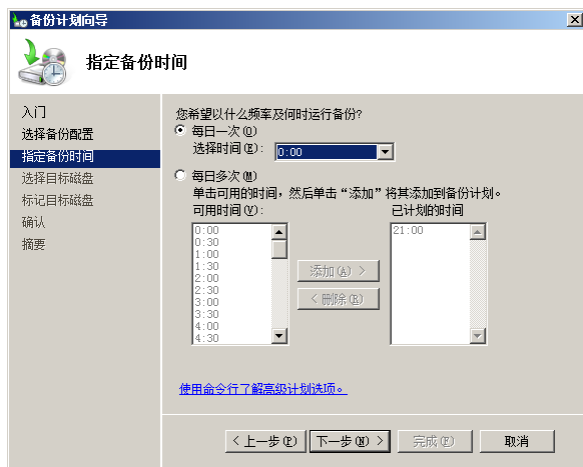 备份计划向导
指定备份时间
入门
选择备份配置
指定备份时间
选择目标磁盘
标记目标磁盘
确认
摘要
您希望以什么频率及何时运行备份?
每日一次(O)
选择时间(E): 0:00
每日多次(M)
单击可用的时间，然后单击“添加”将其添加到备份计划。
可用时间(V):
0:00
0:30
1:00
1:30
2:00
2:30
3:00
3:30
4:00
4:30
添加(A) >
< 删除(R)
已计划的时间
21:00
使用命令行了解高级计划选项。
< 上一步(P) 下一步(N) > 完成(F) 取消